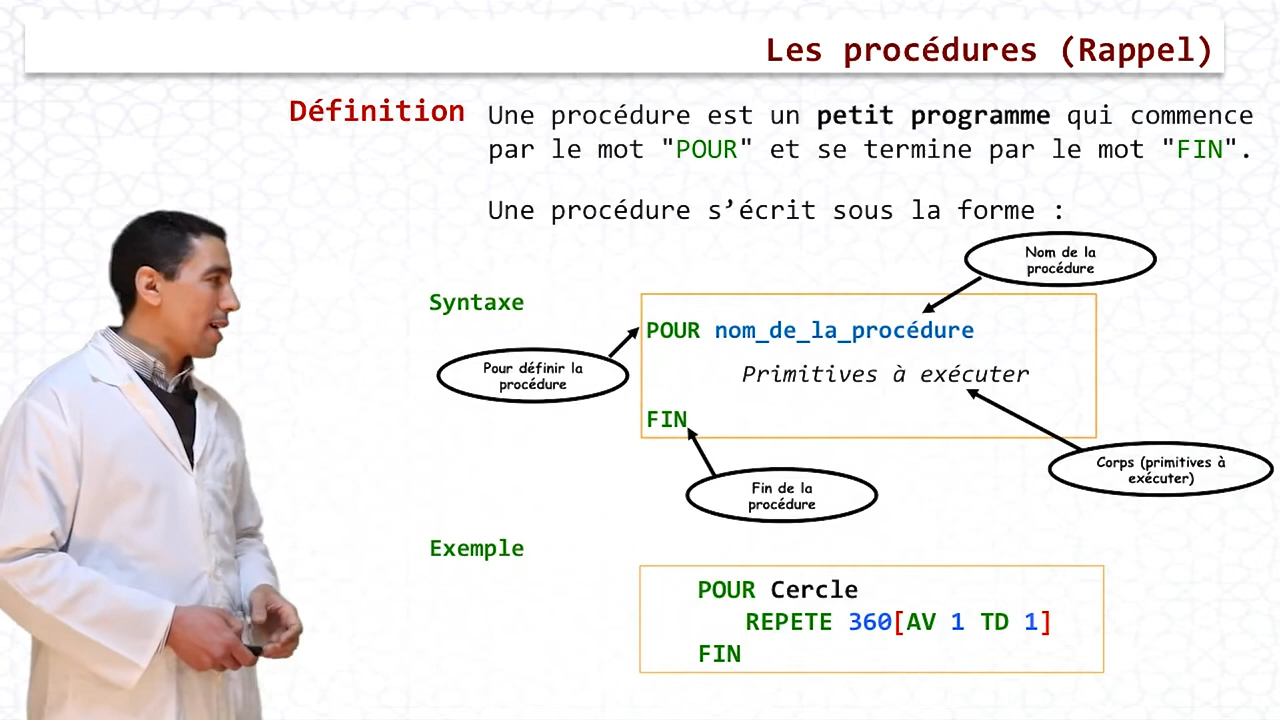 Les procédures (Rappel)
Définition
Une procédure est un petit programme qui commence
par le mot "POUR" et se termine par le mot "FIN".
Une procédure s’écrit sous la forme :
Nom de la
procédure
Syntaxe
POUR nom_de_la_procédure
Pour définir la
procédure
Primitives à exécuter
FIN
Corps (primitives à
exécuter)
Fin de la
procédure
Exemple
POUR Cercle
REPETE 360[AV 1 TD 1]
FIN